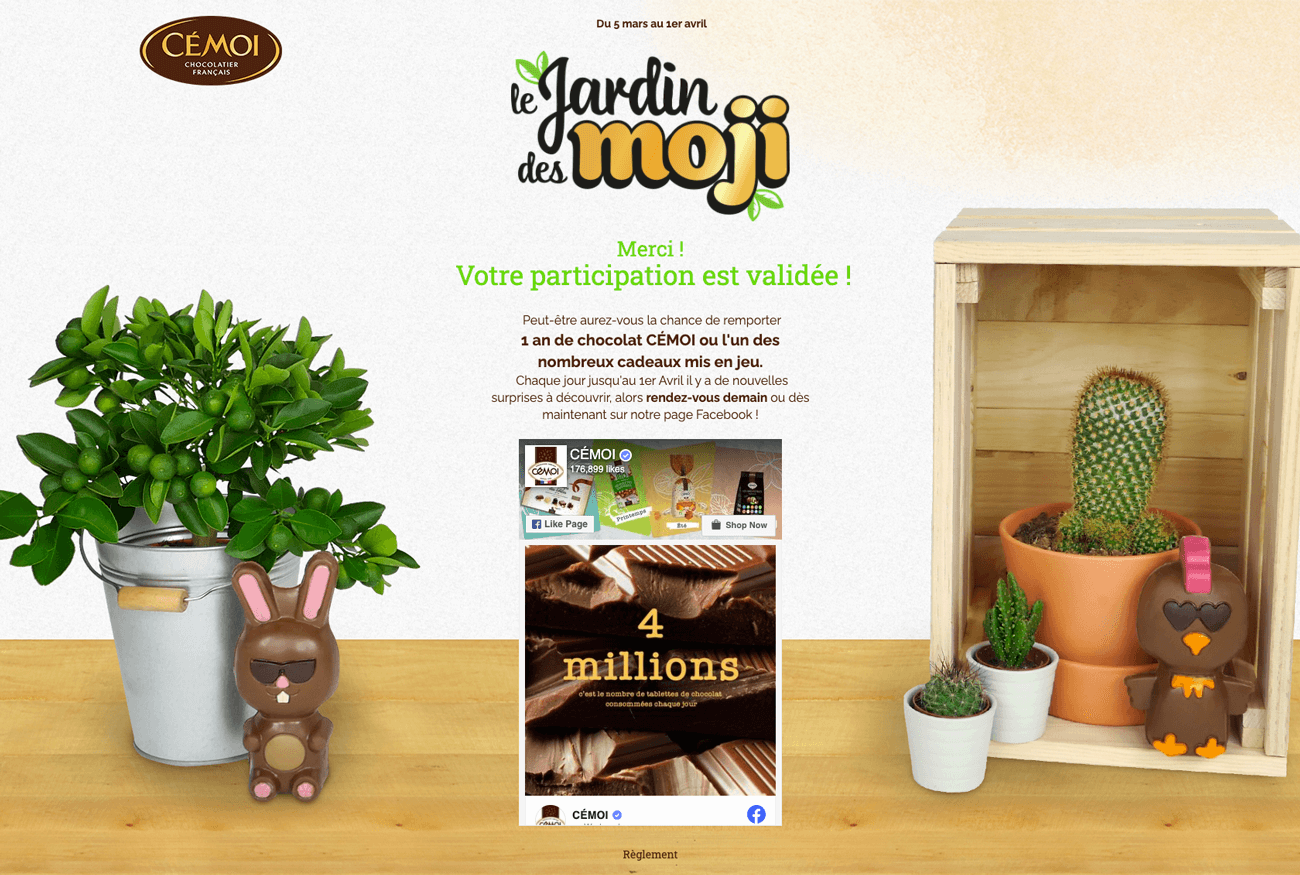 CÉMOI
CHOCOLATIER
FRANÇAIS
Du 5 mars au 1er avril
le Jardin
des moji
Merci !
Votre participation est validée !
Peut-être aurez-vous la chance de remporter
1 an de chocolat CÉMOI ou l'un des
nombreux cadeaux mis en jeu.
Chaque jour jusqu'au 1er Avril il y a de nouvelles
surprises à découvrir, alors rendez-vous demain ou dès
maintenant sur notre page Facebook !
CÉMOI
176,899 likes
cémoi
Printemps
Été
Like Page
Shop Now
4
millions
c'est le nombre de tablettes de chocolat
consommées chaque jour
CÉMOI
Règlement